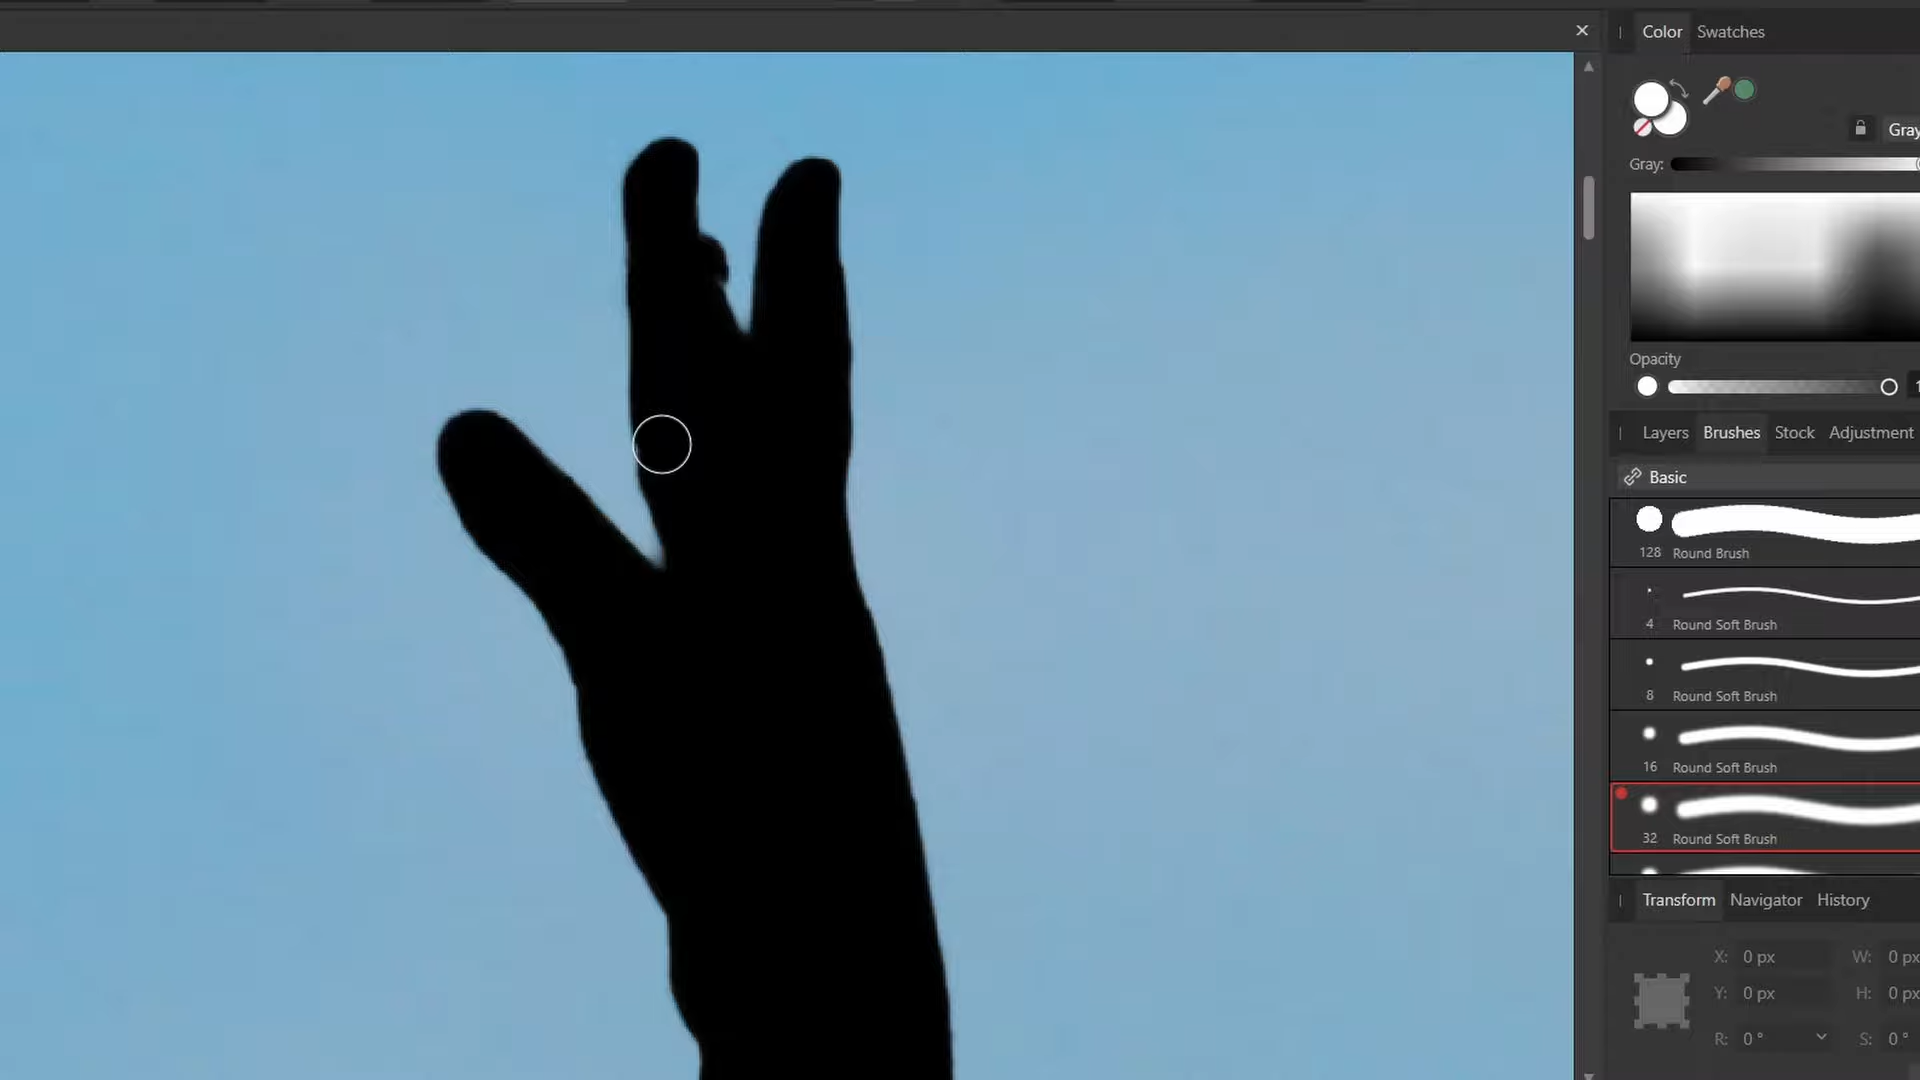 Color Swatches
Gray
Gray:
Opacity
1
Layers Brushes Stock Adjustment
Basic
128 Round Brush
4 Round Soft Brush
8 Round Soft Brush
16 Round Soft Brush
32 Round Soft Brush
Transform Navigator History
X: 0 px W: 0 px
Y: 0 px H: 0 px
R: 0 ° S: 0 °